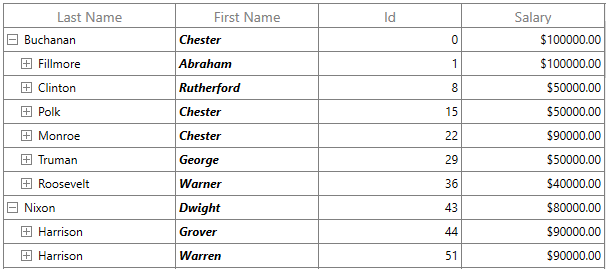 Last Name First Name Id Salary
Buchanan Chester 0 $100000.00
Fillmore Abraham 1 $100000.00
Clinton Rutherford 8 $50000.00
Polk Chester 15 $50000.00
Monroe Chester 22 $90000.00
Truman George 29 $50000.00
Roosevelt Warner 36 $40000.00
Nixon Dwight 43 $80000.00
Harrison Grover 44 $90000.00
Harrison Warren 51 $90000.00